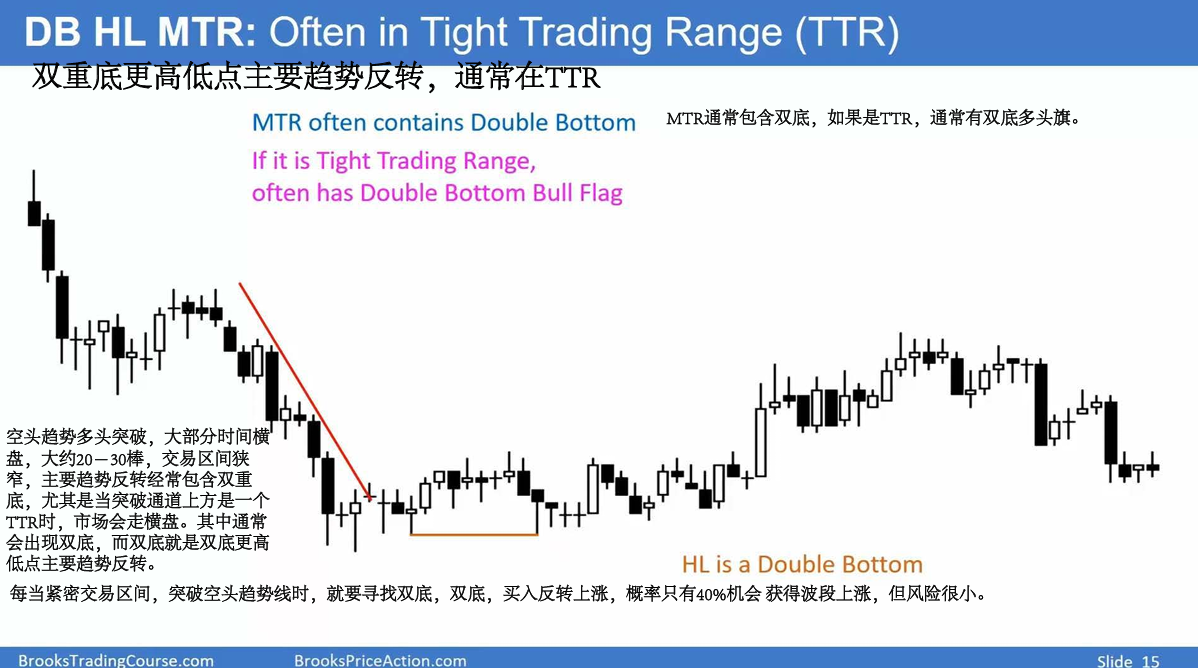 DB HL MTR: Often in Tight Trading Range (TTR)
双重底更高低点主要趋势反转，通常在TTR
MTR often contains Double Bottom
MTR通常包含双底，如果是TTR，通常有双底多头旗。
If it is Tight Trading Range,
often has Double Bottom Bull Flag
空头趋势多头突破，大部分时间横
盘，大约20－30棒，交易区间狭
窄，主要趋势反转经常包含双重
底，尤其是当突破通道上方是一个
TTR时，市场会走横盘。其中通常
会出现双底，而双底就是双底更高
低点主要趋势反转。
HL is a Double Bottom
每当紧密交易区间，突破空头趋势线时，就要寻找双底，双底，买入反转上涨，概率只有40%机会 获得波段上涨，但风险很小。
BrooksTradingCourse.com
BrooksPriceAction.com
Slide 15